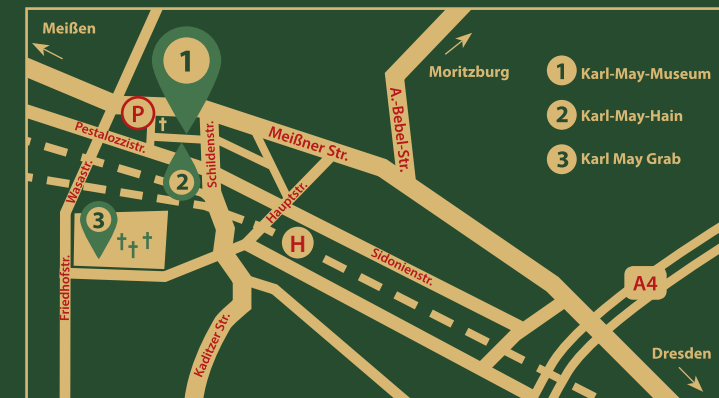 Meißen
Moritzburg
1 Karl-May-Museum
2 Karl-May-Hain
3 Karl May Grab
1
P
Pestalozzistr.
Schildenstr.
Meißner Str.
A.-Bebel-Str.
2
Wasastr.
3
Hauptstr.
H
Sidonienstr.
Friedhofstr.
A4
Kaditzer Str.
Dresden